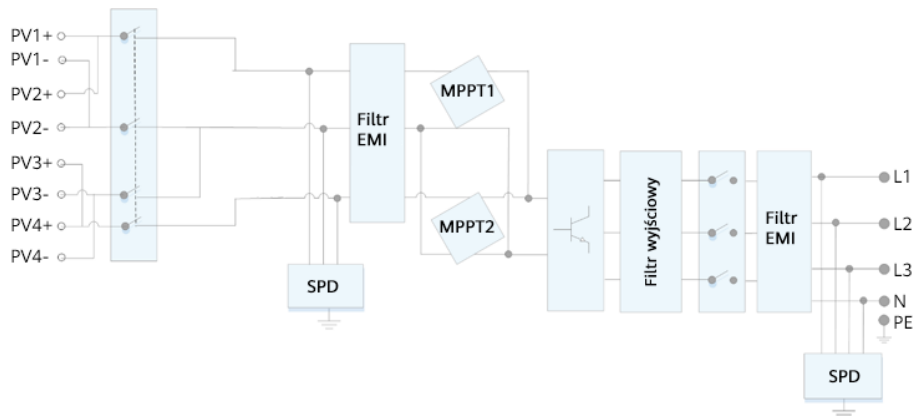 PV1+
PV1-
PV2+
PV2-
PV3+
PV3-
PV4+
PV4-
Filtr
EMI
MPPT1
MPPT2
SPD
Filtr wyjściowy
Filtr
EMI
L1
L2
L3
N
PE
SPD